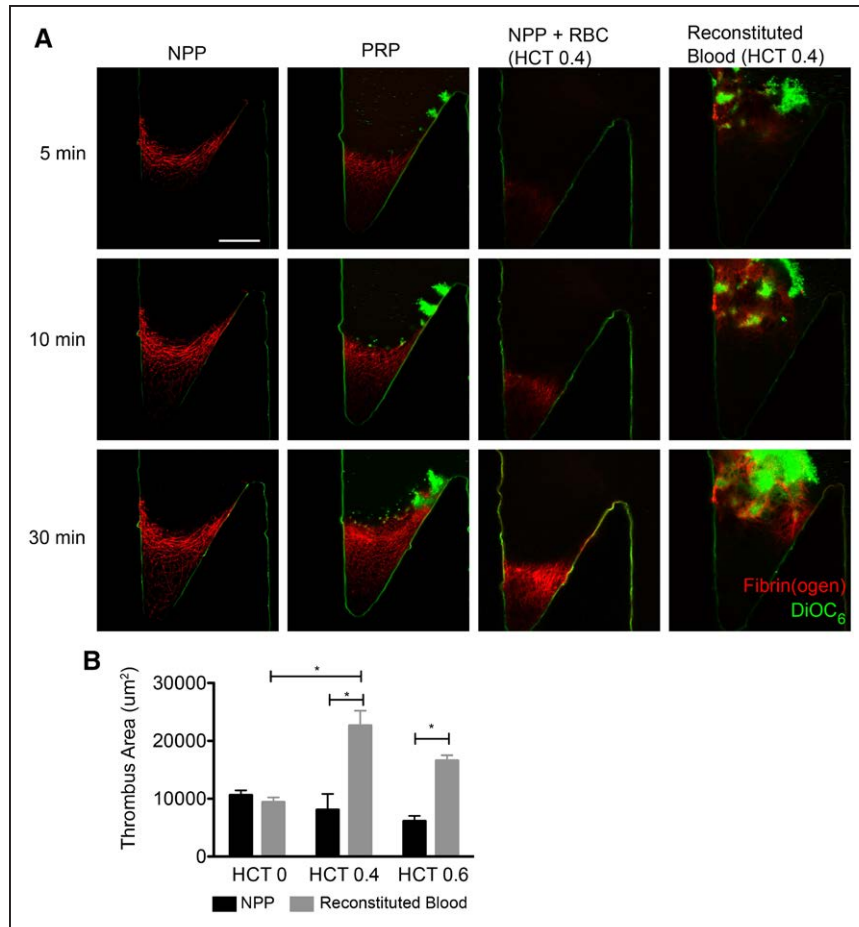 A
NPP
PRP
NPP + RBC
(HCT 0.4)
Reconstituted
Blood (HCT 0.4)
5 min
10 min
30 min
Fibrin(ogen)
DiOC6
B
Thrombus Area (um²)
30000
20000
10000
0
*
*
*
HCT 0
HCT 0.4
HCT 0.6
NPP
Reconstituted Blood